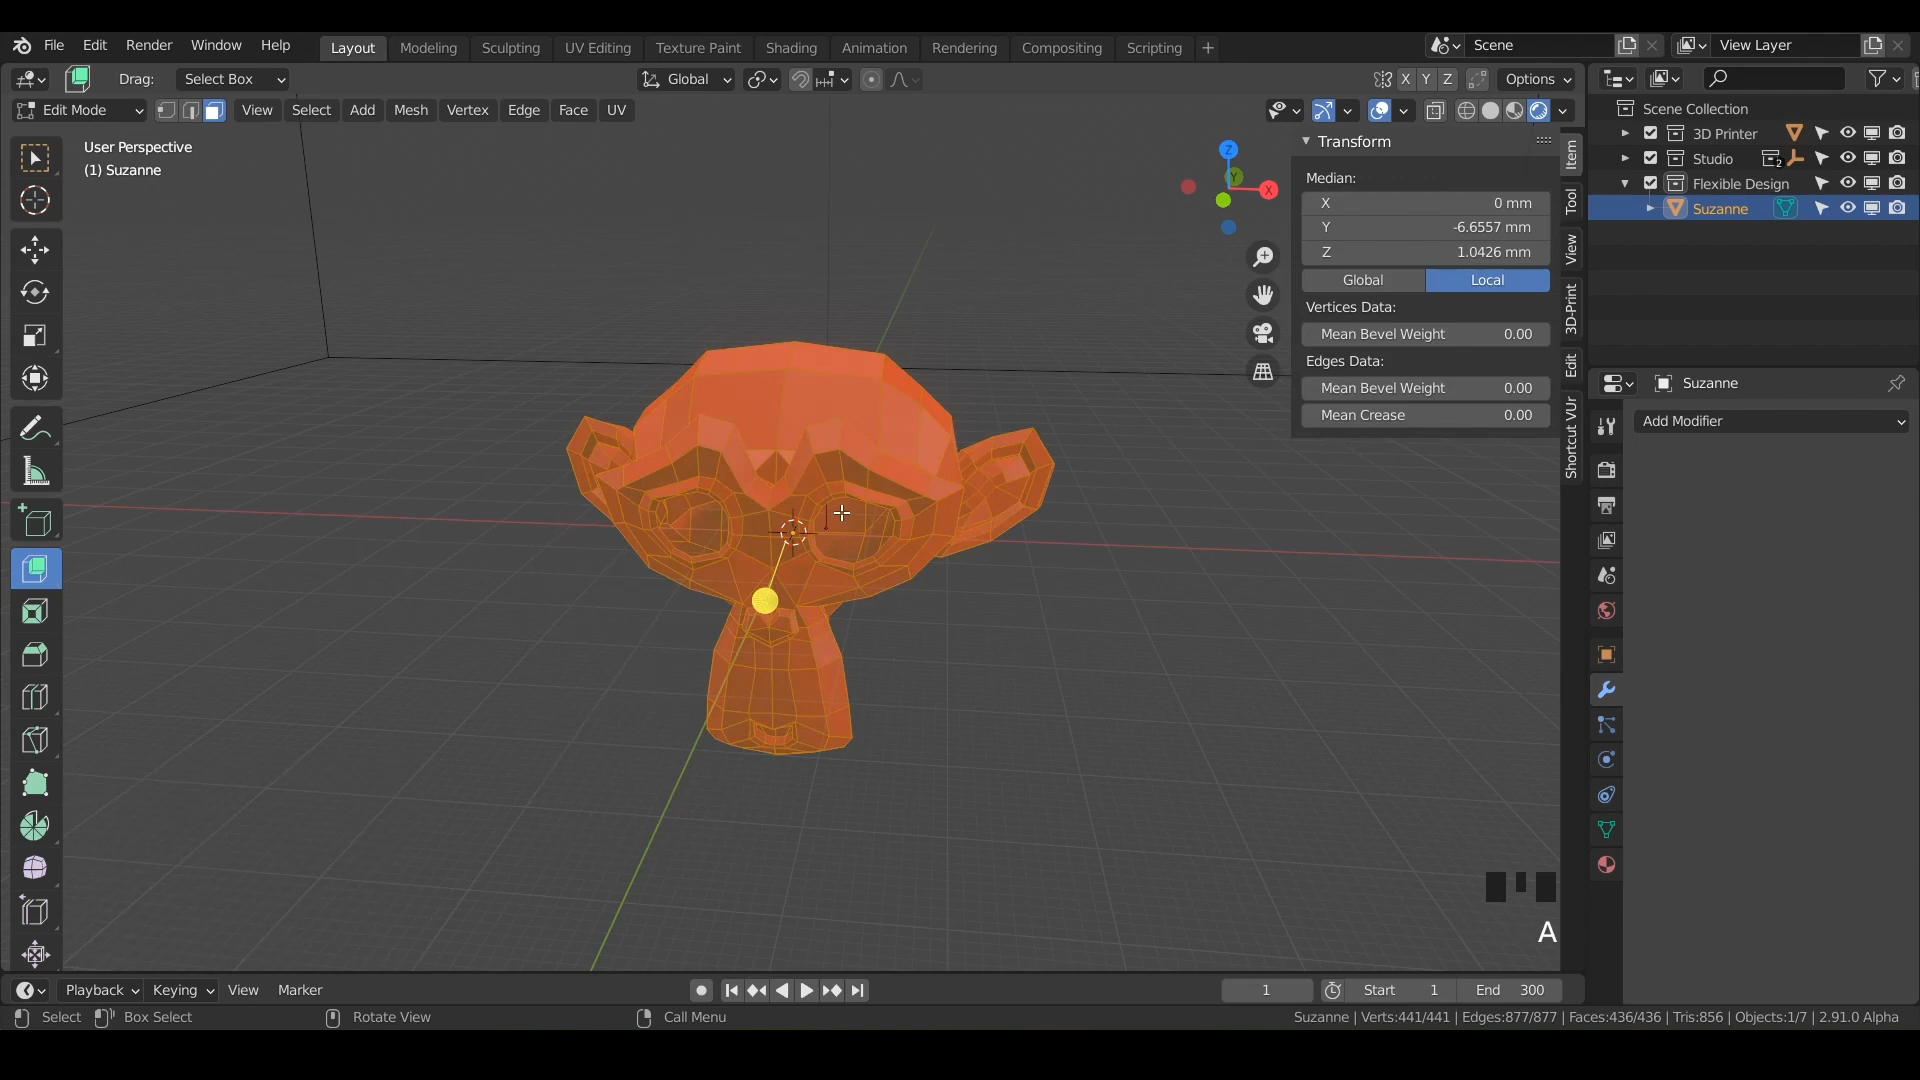 File Edit Render Window Help Layout Modeling Sculpting UV Editing Texture Paint Shading Animation Rendering Compositing Scripting + Scene View Layer
Drag: Select Box Global X Y Z Options
Edit Mode View Select Add Mesh Vertex Edge Face UV
User Perspective
(1) Suzanne
Z
Y
X
Transform
Median:
X 0 mm
Y -6.6557 mm
Z 1.0426 mm
Global Local
Vertices Data:
Mean Bevel Weight 0.00
Edges Data:
Mean Bevel Weight 0.00
Mean Crease 0.00
Item
Tool
View
3D-Print
Edit
Shortcut VUr
Scene Collection
3D Printer
Studio 2
Flexible Design
Suzanne
Suzanne
Add Modifier
A
Playback Keying View Marker 1 Start 1 End 300
Select Box Select Rotate View Call Menu Suzanne | Verts:441/441 | Edges:877/877 | Faces:436/436 | Tris:856 | Objects:1/7 | 2.91.0 Alpha